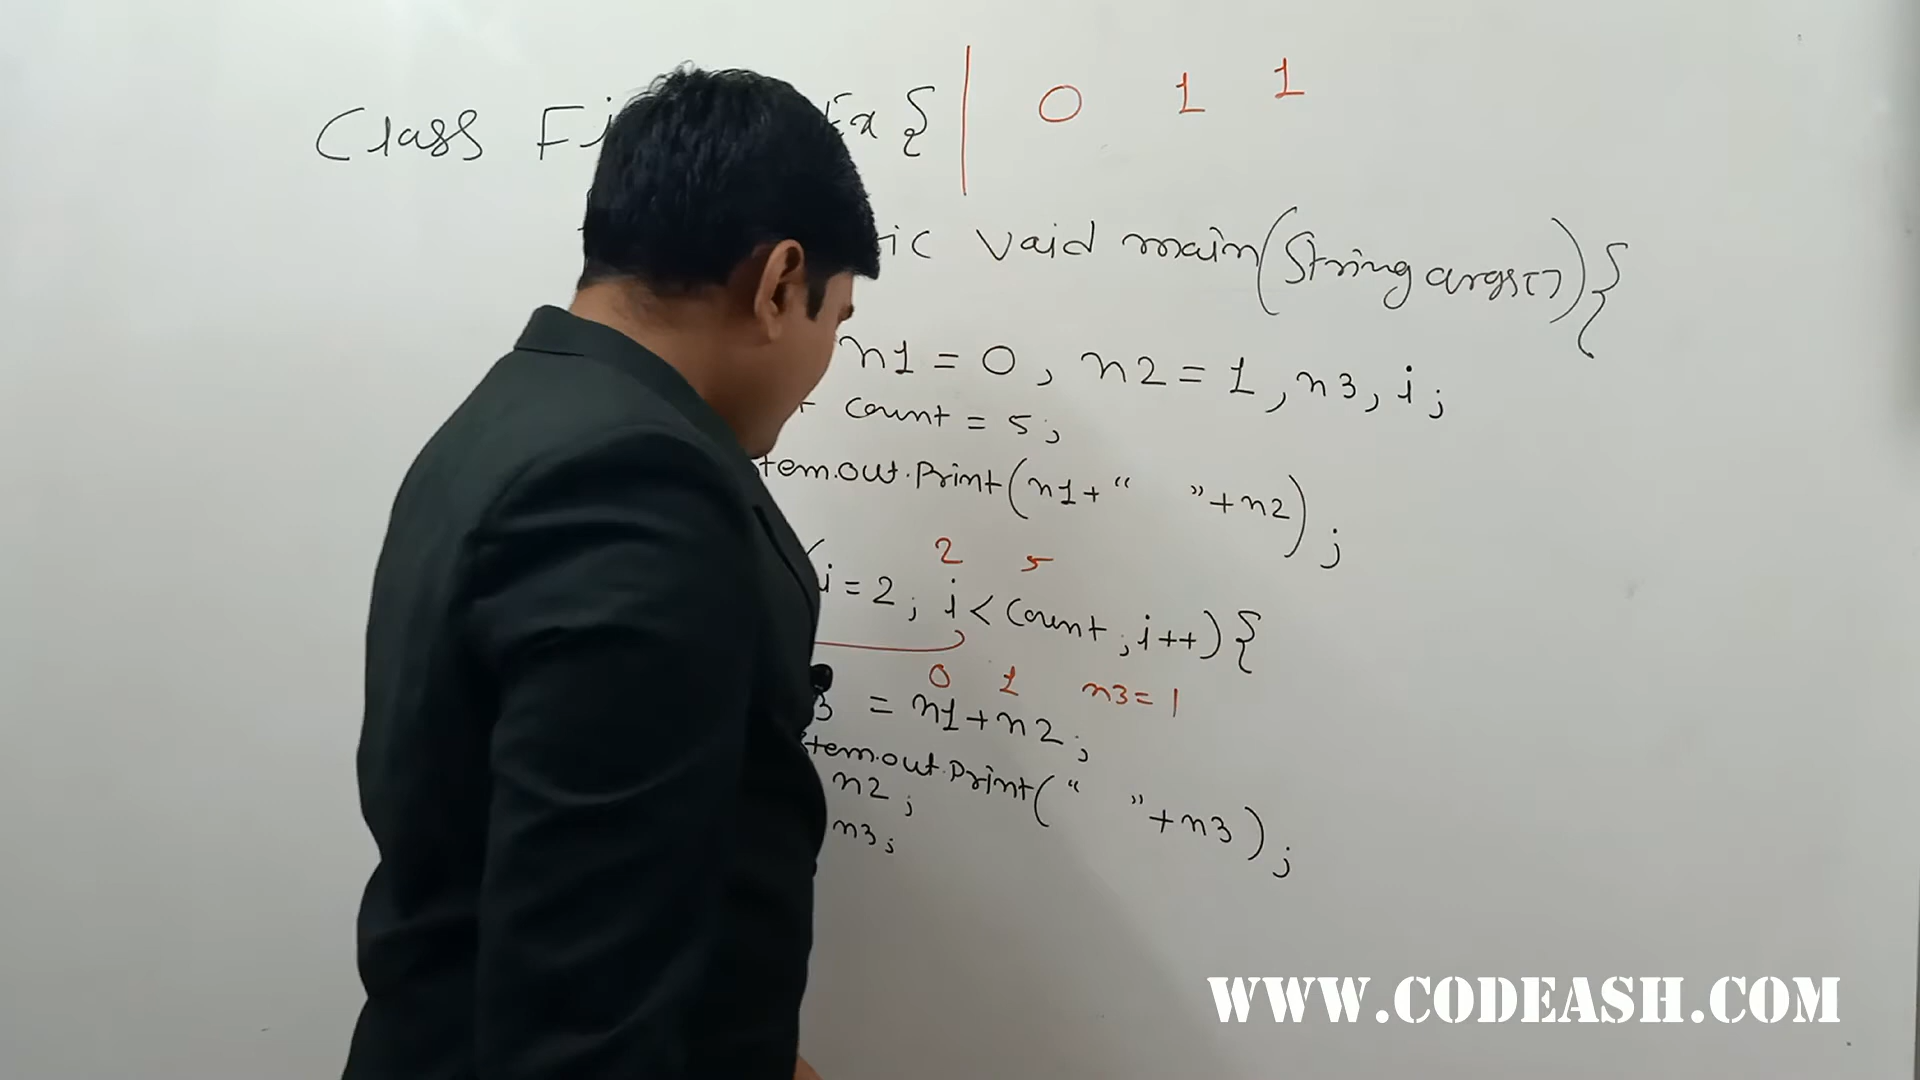 Class Ex { | 0 1 1
void main(String args[]){
n1 = 0, n2 = 1, n3, i;
count = 5;
tem.out.Print(n1+“ ”+n2);
2 5
i = 2; i < Count; i++){
0 1 n3= 1
3 = n1+n2;
tem.out.Print(“ ”+n3);
n2;
n3;
WWW.CODEASH.COM